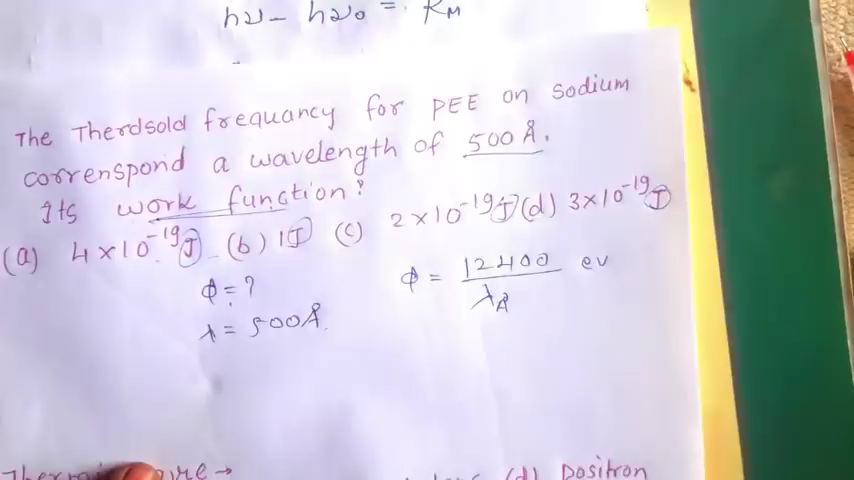 hν - hν₀ = KM
The Therdsold frequancy for PEE on sodium
correnspond a wavelength of 500 Å.
Its work function?
(a) 4×10⁻¹⁹J (b) 1J (c) 2×10⁻¹⁹J (d) 3×10⁻¹⁹J
ϕ = ? ϕ = 12400 / λÅ ev
λ = 500Å
(d) Positron